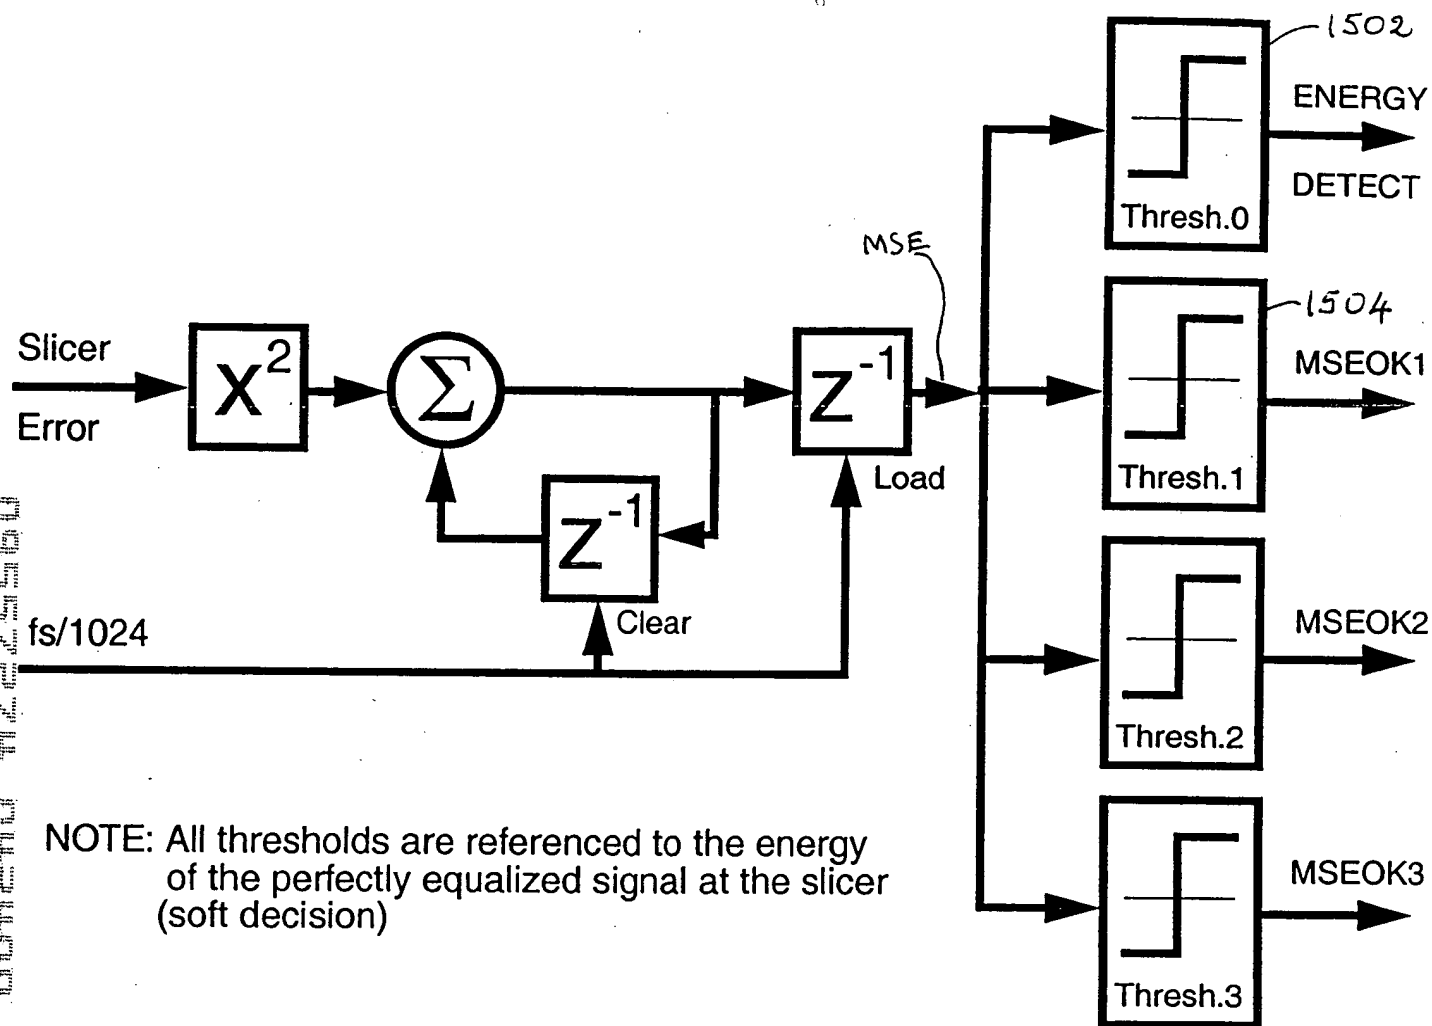 1502
ENERGY
DETECT
Thresh.0
MSE
1504
MSEOK1
Thresh.1
Slicer
Error
X²
Σ
Z⁻¹
Load
Z⁻¹
Clear
fs/1024
MSEOK2
Thresh.2
MSEOK3
Thresh.3
NOTE: All thresholds are referenced to the energy
of the perfectly equalized signal at the slicer
(soft decision)